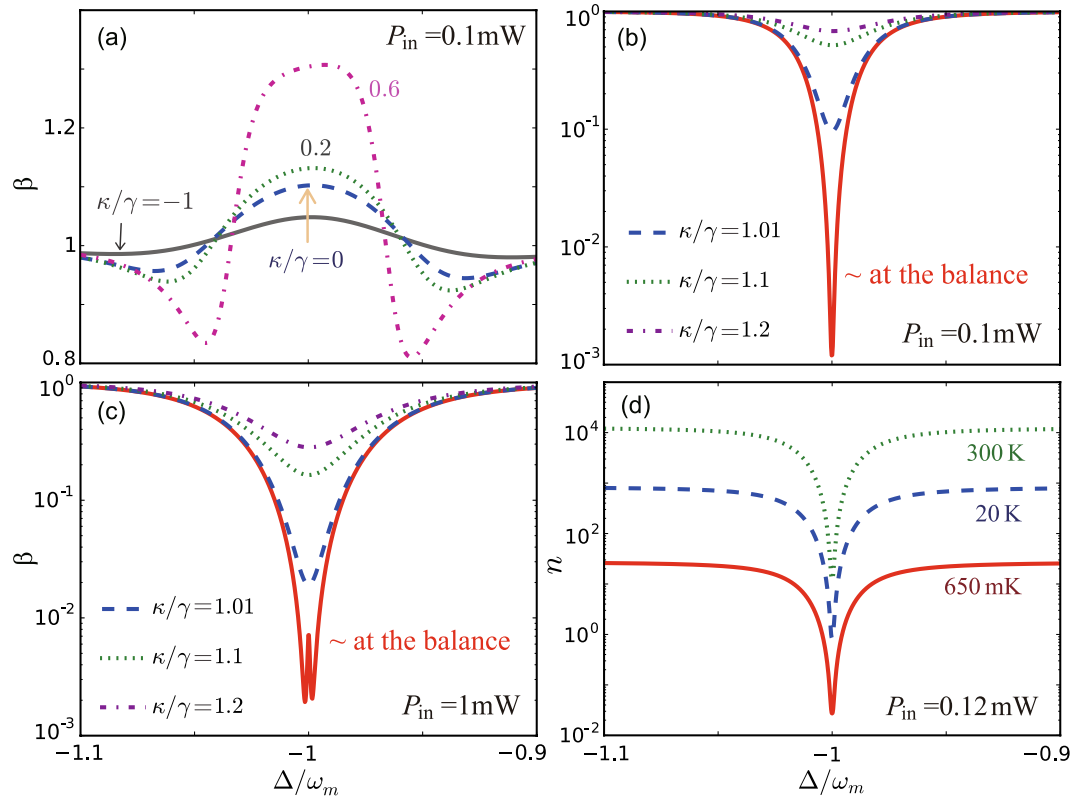 (a)
P_in = 0.1mW
0.6
0.2
κ/γ = −1
κ/γ = 0
β
1.2
1
0.8
(b)
10^0
10^-1
10^-2
10^-3
κ/γ = 1.01
κ/γ = 1.1
κ/γ = 1.2
~ at the balance
P_in = 0.1mW
(c)
β
10^0
10^-1
10^-2
10^-3
κ/γ = 1.01
κ/γ = 1.1
κ/γ = 1.2
~ at the balance
P_in = 1mW
−1.1
−1
−0.9
Δ/ω_m
(d)
n
10^4
10^2
10^0
10^-2
300 K
20 K
650 mK
P_in = 0.12 mW
−1.1
−1
−0.9
Δ/ω_m